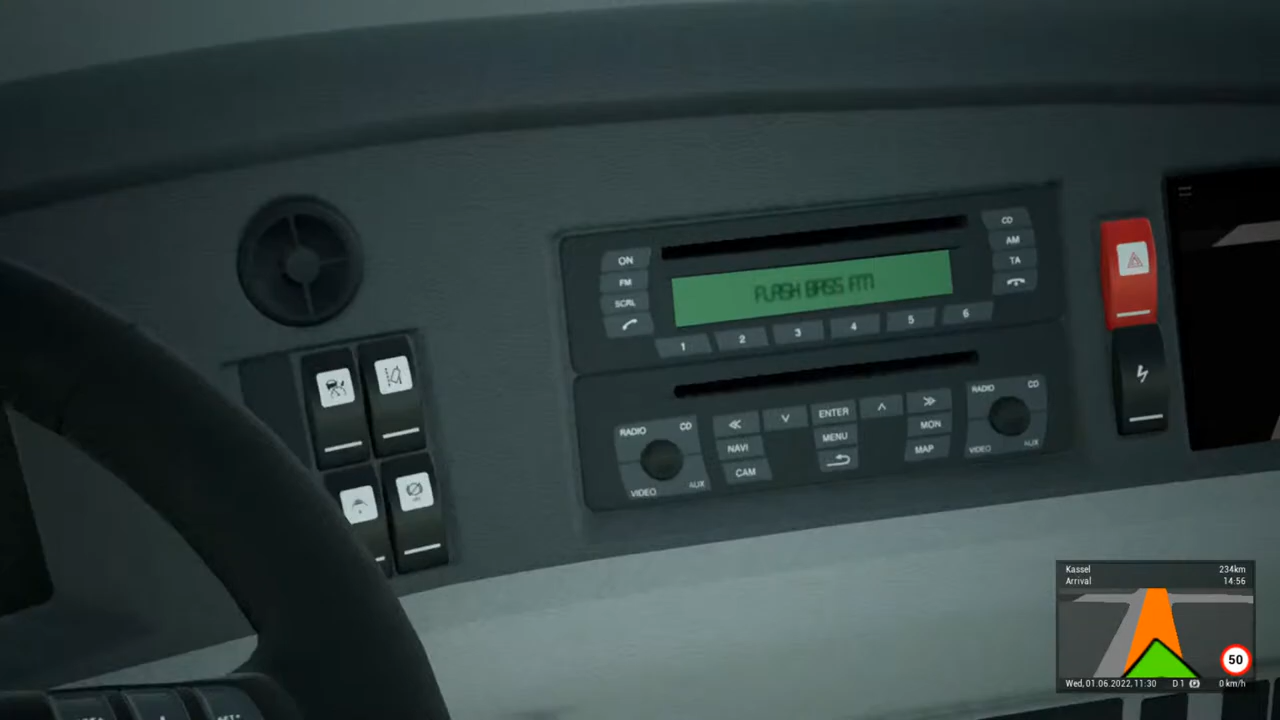 ON
FM
SCRL
FLASH BASS FM
CD
AM
TA
1 2 3 4 5 6
RADIO CD
VIDEO AUX
NAVI
CAM
ENTER
MENU
MON
MAP
RADIO CD
VIDEO AUX
Kassel 234km
Arrival 14:56
50
Wed, 01.06.2022, 11:30 D1 P 0 km/h